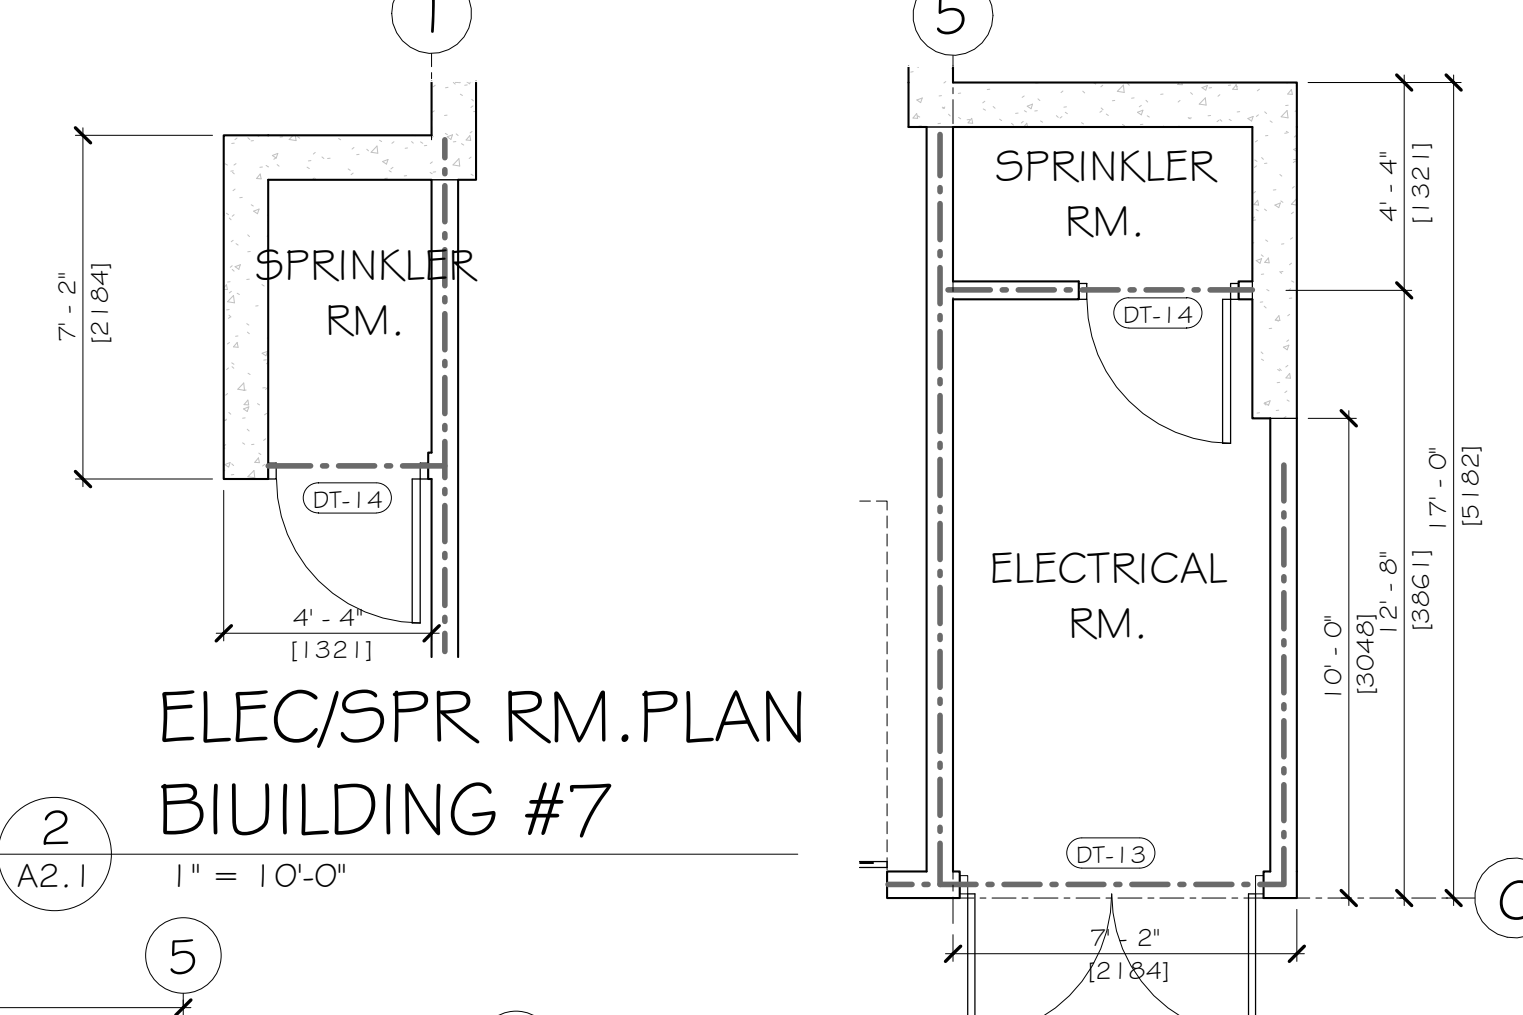 1
7' - 2"
[2184]
SPRINKLER
RM.
DT-14
4' - 4"
[1321]
ELEC/SPR RM.PLAN
BIUILDING #7
2
A2.1
1" = 10'-0"
5
5
SPRINKLER
RM.
DT-14
ELECTRICAL
RM.
DT-13
7' - 2"
[2184]
4' - 4"
[1321]
17' - 0"
[5182]
12' - 8"
[3861]
10' - 0"
[3048]